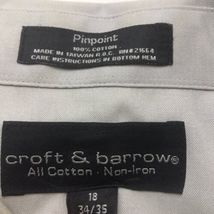 Pinpoint
100% COTTON
MADE IN TAIWAN R.O.C. RN#21664
CARE INSTRUCTIONS IN BOTTOM HEM
croft & barrow®
All Cotton · Non-Iron
18
34/35